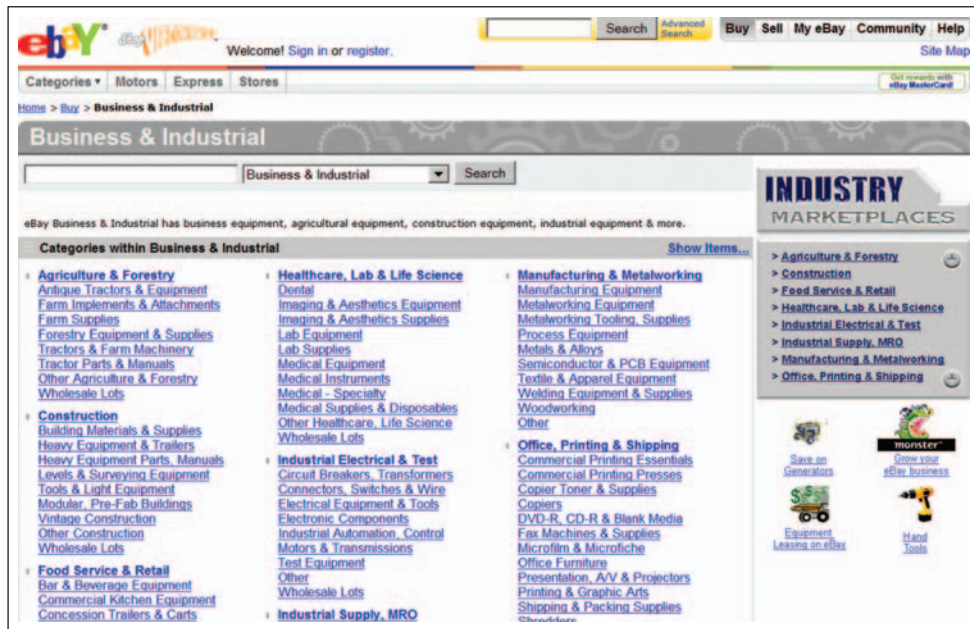 ebY
Search
Advanced
Search
Buy Sell My eBay Community Help
Welcome! Sign in or register.
Site Map
Categories ▾ Motors Express Stores
Get rewards with
eBay MasterCard!
Home > Buy > Business & Industrial
Business & Industrial
Business & Industrial Search
eBay Business & Industrial has business equipment, agricultural equipment, construction equipment, industrial equipment & more.
Categories within Business & Industrial Show Items...
Agriculture & Forestry
Antique Tractors & Equipment
Farm Implements & Attachments
Farm Supplies
Forestry Equipment & Supplies
Tractors & Farm Machinery
Tractor Parts & Manuals
Other Agriculture & Forestry
Wholesale Lots
Construction
Building Materials & Supplies
Heavy Equipment & Trailers
Heavy Equipment Parts, Manuals
Levels & Surveying Equipment
Tools & Light Equipment
Modular, Pre-Fab Buildings
Vintage Construction
Other Construction
Wholesale Lots
Food Service & Retail
Bar & Beverage Equipment
Commercial Kitchen Equipment
Concession Trailers & Carts
Healthcare, Lab & Life Science
Dental
Imaging & Aesthetics Equipment
Imaging & Aesthetics Supplies
Lab Equipment
Lab Supplies
Medical Equipment
Medical Instruments
Medical - Specialty
Medical Supplies & Disposables
Other Healthcare, Life Science
Wholesale Lots
Industrial Electrical & Test
Circuit Breakers, Transformers
Connectors, Switches & Wire
Electrical Equipment & Tools
Electronic Components
Industrial Automation, Control
Motors & Transmissions
Test Equipment
Other
Wholesale Lots
Industrial Supply, MRO
Manufacturing & Metalworking
Manufacturing Equipment
Metalworking Equipment
Metalworking Tooling, Supplies
Process Equipment
Metals & Alloys
Semiconductor & PCB Equipment
Textile & Apparel Equipment
Welding Equipment & Supplies
Woodworking
Other
Office, Printing & Shipping
Commercial Printing Essentials
Commercial Printing Presses
Copier Toner & Supplies
Copiers
DVD-R, CD-R & Blank Media
Fax Machines & Supplies
Microfilm & Microfiche
Office Furniture
Presentation, A/V & Projectors
Printing & Graphic Arts
Shipping & Packing Supplies
Shredders
INDUSTRY
MARKETPLACES
> Agriculture & Forestry
> Construction
> Food Service & Retail
> Healthcare, Lab & Life Science
> Industrial Electrical & Test
> Industrial Supply, MRO
> Manufacturing & Metalworking
> Office, Printing & Shipping
Save on
Generators
monster
Grow your
eBay business
Equipment
Leasing on eBay
Hand
Tools